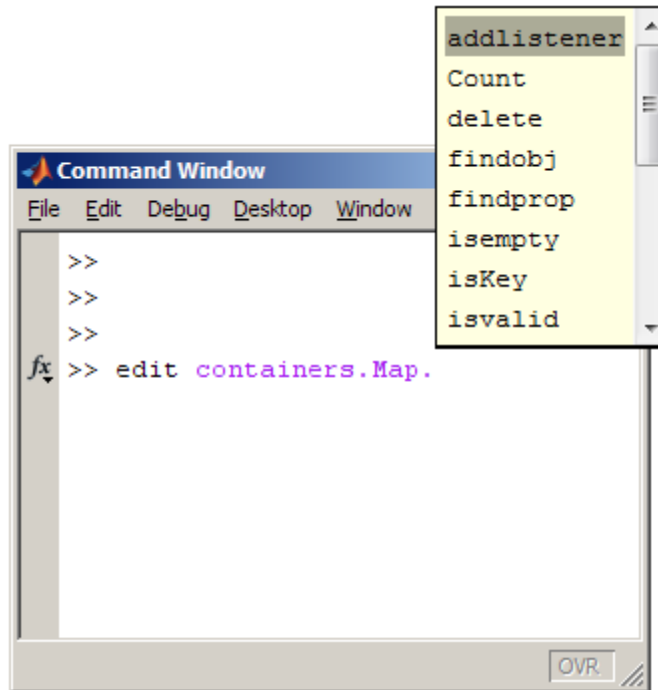 addlistener
Count
delete
findobj
findprop
isempty
isKey
isvalid
Command Window
File Edit Debug Desktop Window
>>
>>
>>
fx >> edit containers.Map.
OVR